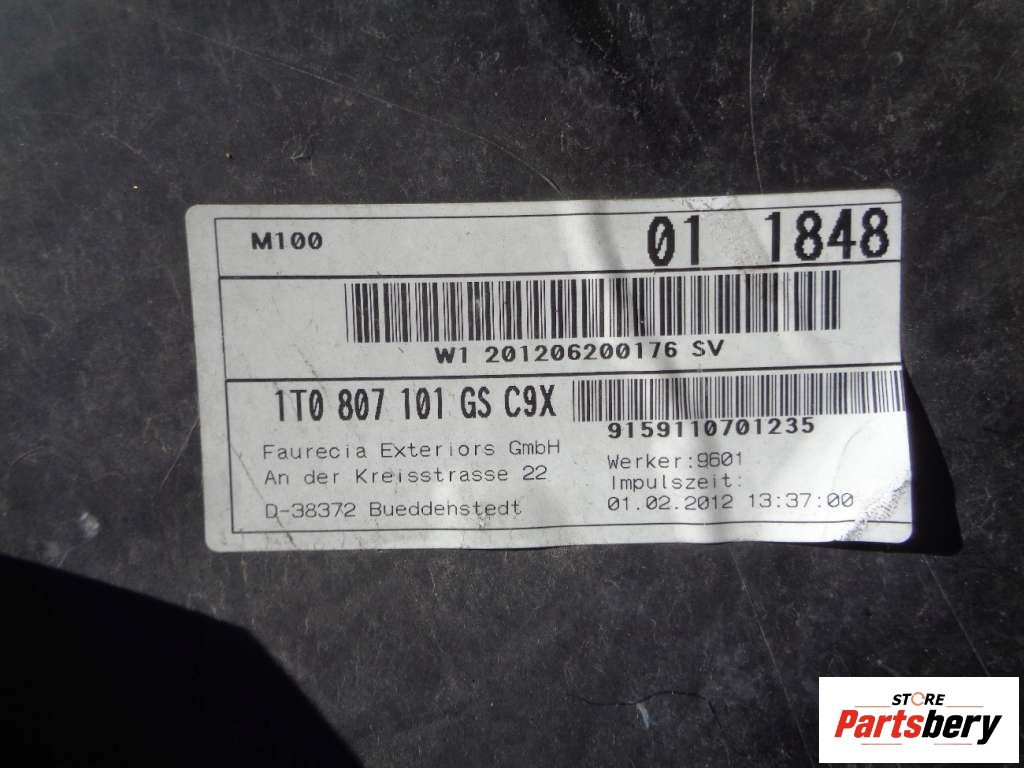 M100
01 1848
W1 201206200176 SV
1T0 807 101 GS C9X
9159110701235
Faurecia Exteriors GmbH
An der Kreisstrasse 22
D-38372 Bueddenstedt
Werker:9601
Impulszeit:
01.02.2012 13:37:00
STORE
Partsbery